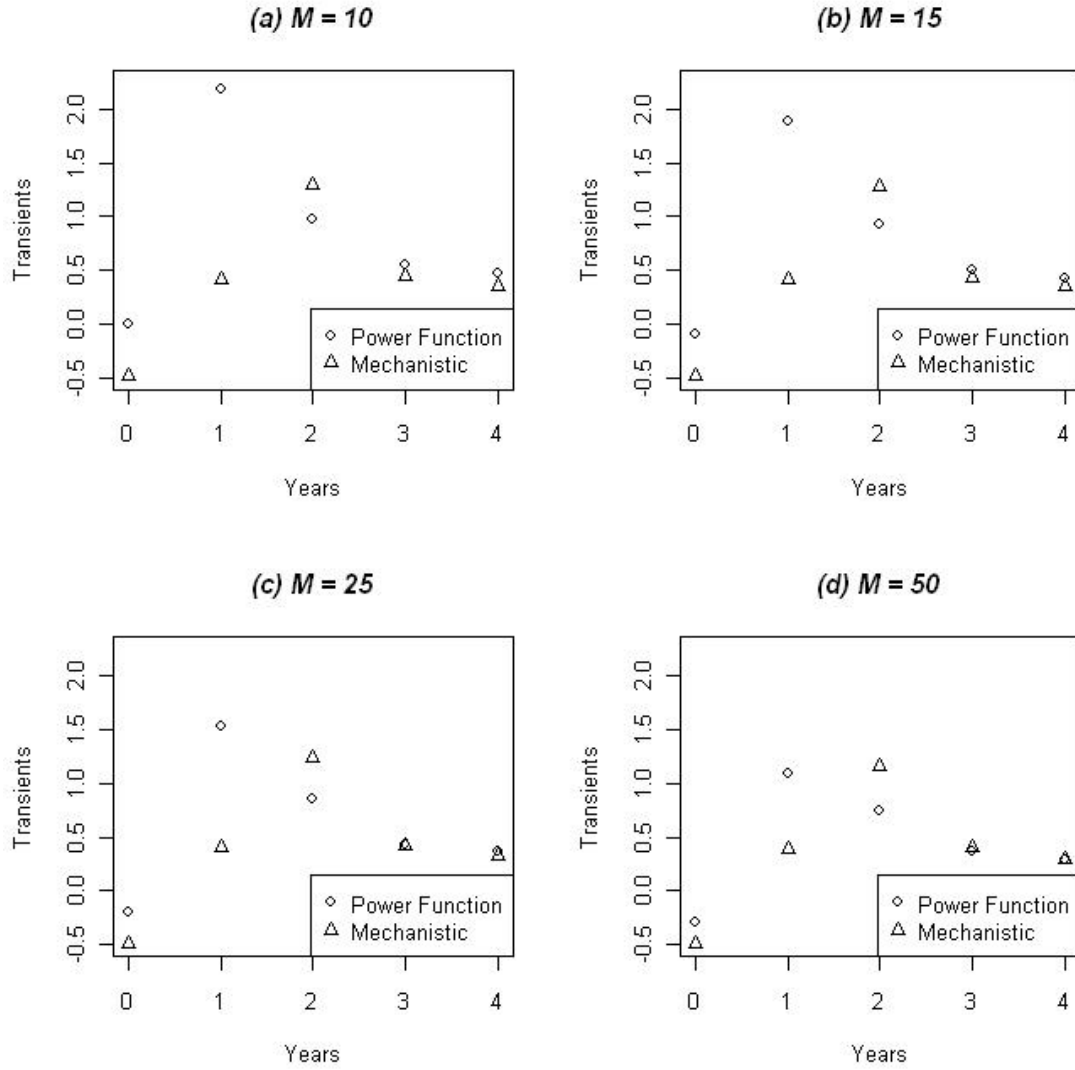 (a) M = 10
Transients
-0.5 0.0 0.5 1.0 1.5 2.0
0 1 2 3 4
Years
Power Function
Mechanistic
(b) M = 15
Transients
-0.5 0.0 0.5 1.0 1.5 2.0
0 1 2 3 4
Years
Power Function
Mechanistic
(c) M = 25
Transients
-0.5 0.0 0.5 1.0 1.5 2.0
0 1 2 3 4
Years
Power Function
Mechanistic
(d) M = 50
Transients
-0.5 0.0 0.5 1.0 1.5 2.0
0 1 2 3 4
Years
Power Function
Mechanistic